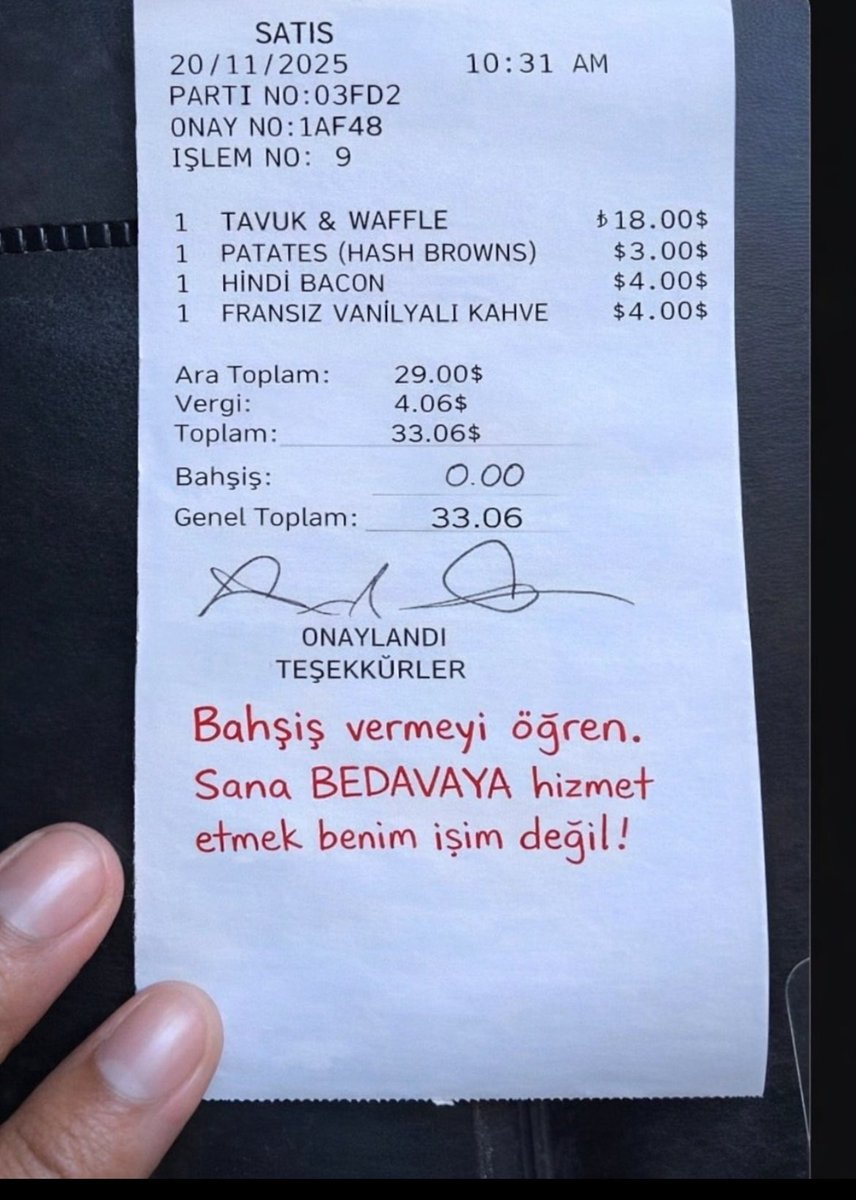 SATIS
20/11/2025 10:31 AM
PARTI NO:03FD2
ONAY NO:1AF48
IŞLEM NO: 9
1 TAVUK & WAFFLE ₺18.00$
1 PATATES (HASH BROWNS) $3.00$
1 HİNDİ BACON $4.00$
1 FRANSIZ VANİLYALI KAHVE $4.00$
Ara Toplam: 29.00$
Vergi: 4.06$
Toplam: 33.06$
Bahşiş: 0.00
Genel Toplam: 33.06
ONAYLANDI
TEŞEKKÜRLER
Bahşiş vermeyi öğren.
Sana BEDAVAYA hizmet
etmek benim işim değil!